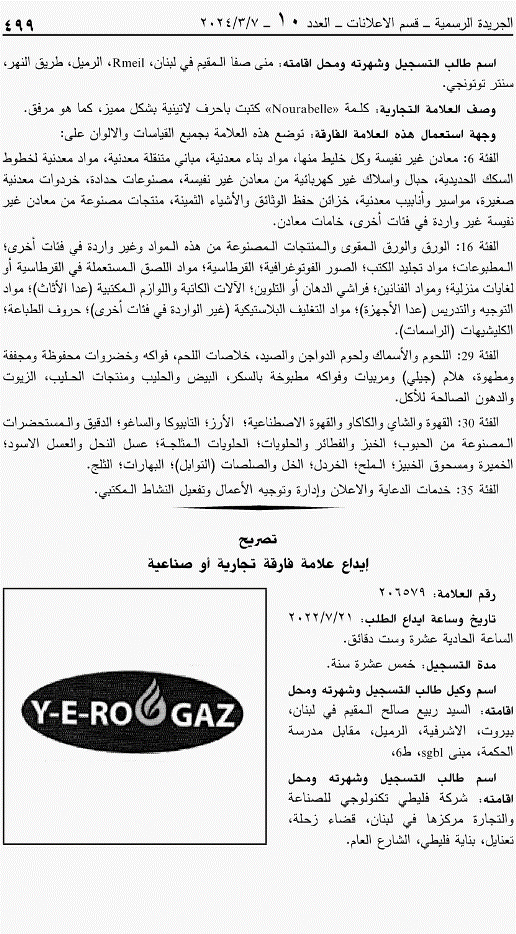 الجريدة الرسمية ـ قسم الاعلانات ـ العدد ١٠ ـ ٢٠٢٤/٣/٧
٤٩٩
اسم طالب التسجيل وشهرته ومحل اقامته: منى صفا المقيم في لبنان، Rmeil، الرميل، طريق النهر،
سنتر توتونجي.
وصف العلامة التجارية: كلمة «Nourabelle» كتبت باحرف لاتينية بشكل مميز، كما هو مرفق.
وجهة استعمال هذه العلامة الفارقة: توضع هذه العلامة بجميع القياسات والالوان على:
الفئة 6: معادن غير نفيسة وكل خليط منها، مواد بناء معدنية، مباني متنقلة معدنية، مواد معدنية لخطوط
السكك الحديدية، حبال واسلاك غير كهربائية من معادن غير نفيسة، مصنوعات حدادة، خردوات معدنية
صغيرة، مواسير وأنابيب معدنية، خزائن حفظ الوثائق والأشياء الثمينة، منتجات مصنوعة من معادن غير
نفيسة غير واردة في فئات أخرى، خامات معادن.
الفئة 16: الورق والورق المقوى والمنتجات المصنوعة من هذه المواد وغير واردة في فئات أخرى؛
المطبوعات؛ مواد تجليد الكتب؛ الصور الفوتوغرافية؛ القرطاسية؛ مواد اللصق المستعملة في القرطاسية أو
لغايات منزلية؛ ومواد الفنانين؛ فراشي الدهان أو التلوين؛ الآلات الكاتبة واللوازم المكتبية (عدا الأثاث)؛ مواد
التوجيه والتدريس (عدا الأجهزة)؛ مواد التغليف البلاستيكية (غير الواردة في فئات أخرى)؛ حروف الطباعة؛
الكليشيهات (الراسمات).
الفئة 29: اللحوم والأسماك ولحوم الدواجن والصيد، خلاصات اللحم، فواكه وخضروات محفوظة ومجففة
ومطهوة، هلام (جيلي) ومربيات وفواكه مطبوخة بالسكر، البيض والحليب ومنتجات الحليب، الزيوت
والدهون الصالحة للأكل.
الفئة 30: القهوة والشاي والكاكاو والقهوة الاصطناعية؛ الأرز؛ التابيوكا والساغو؛ الدقيق والمستحضرات
المصنوعة من الحبوب؛ الخبز والفطائر والحلويات؛ الحلويات المثلجة؛ عسل النحل والعسل الاسود؛
الخميرة ومسحوق الخبيز؛ الملح؛ الخردل؛ الخل والصلصات (التوابل)؛ البهارات؛ الثلج.
الفئة 35: خدمات الدعاية والاعلان وإدارة وتوجيه الأعمال وتفعيل النشاط المكتبي.
تصريح
إيداع علامة فارقة تجارية أو صناعية
رقم العلامة: ٢٠٦٥٧٩
تاريخ وساعة ايداع الطلب: ٢٠٢٢/٧/٢١
الساعة الحادية عشرة وست دقائق.
مدة التسجيل: خمس عشرة سنة.
اسم وكيل طالب التسجيل وشهرته ومحل
اقامته: السيد ربيع صالح المقيم في لبنان،
بيروت، الاشرفية، الرميل، مقابل مدرسة
الحكمة، مبنى sgbl، ط6،
اسم طالب التسجيل وشهرته ومحل
اقامته: شركة فليطي تكنولوجي للصناعة
والتجارة مركزها في لبنان، قضاء زحلة،
تعنايل، بناية فليطي، الشارع العام.
Y-E-RO GAZ